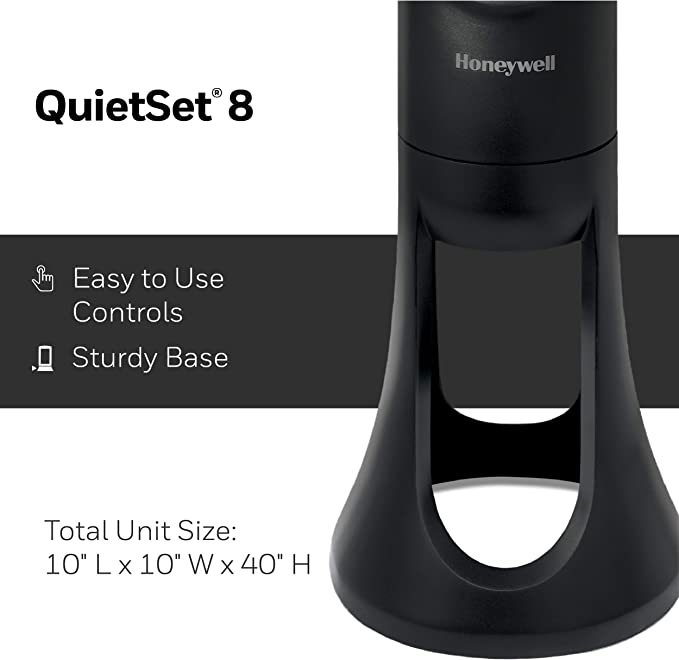 Honeywell
QuietSet® 8
Easy to Use
Controls
Sturdy Base
Total Unit Size:
10" L x 10" W x 40" H